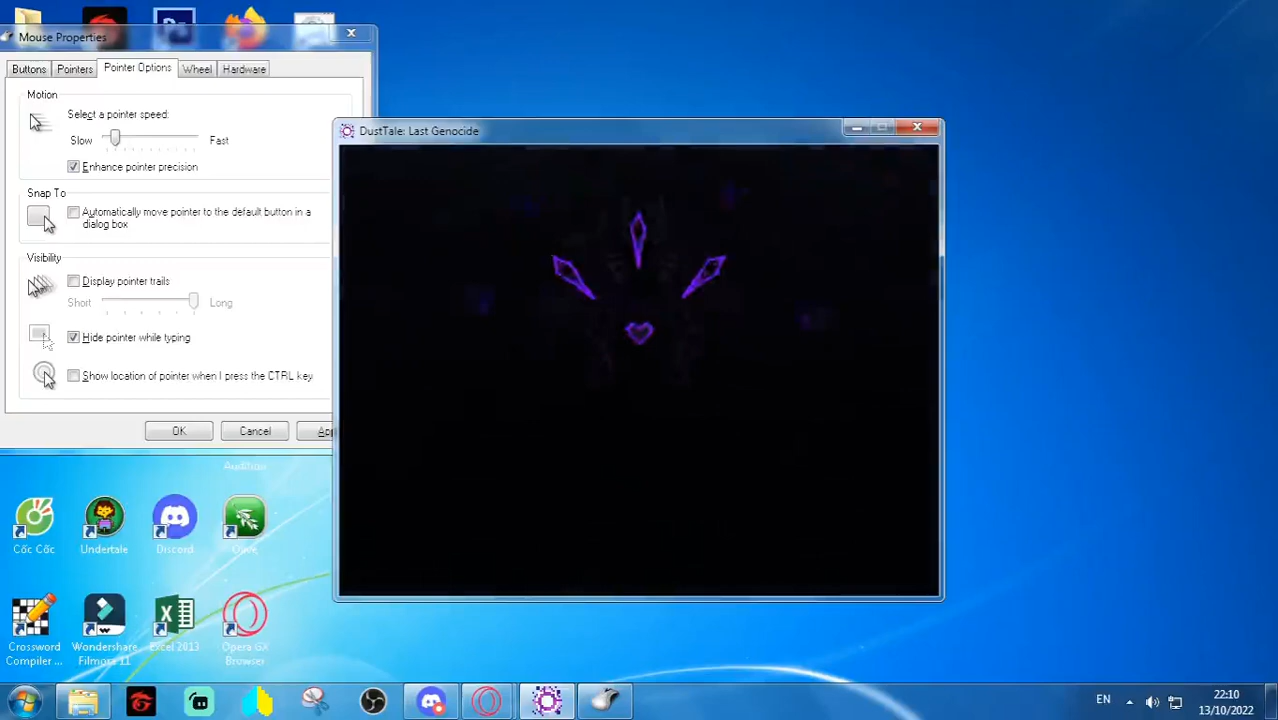 Mouse Properties
Buttons
Pointers
Pointer Options
Wheel
Hardware
Motion
Select a pointer speed:
Slow
Fast
Enhance pointer precision
Snap To
Automatically move pointer to the default button in a
dialog box
Visibility
Display pointer trails
Short
Long
Hide pointer while typing
Show location of pointer when I press the CTRL key
OK
Cancel
App
DustTale: Last Genocide
Audition
Cốc Cốc
Undertale
Discord
Olive
Crossword
Compiler ...
Wondershare
Filmora 11
Excel 2013
Opera GX
Browser
EN
22:10
13/10/2022